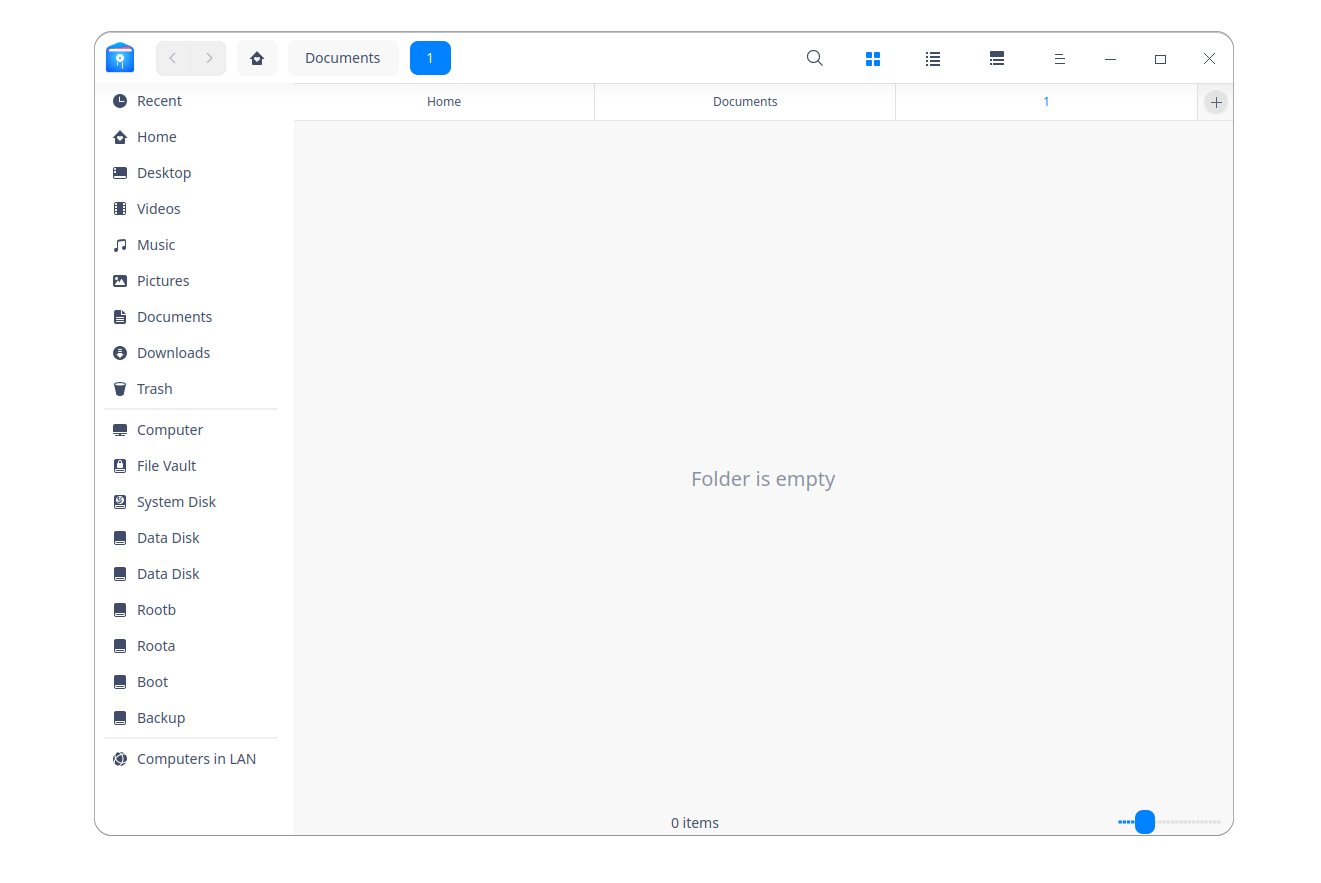 Documents
1
Home
Documents
1
Recent
Home
Desktop
Videos
Music
Pictures
Documents
Downloads
Trash
Computer
File Vault
System Disk
Data Disk
Data Disk
Rootb
Roota
Boot
Backup
Computers in LAN
Folder is empty
0 items